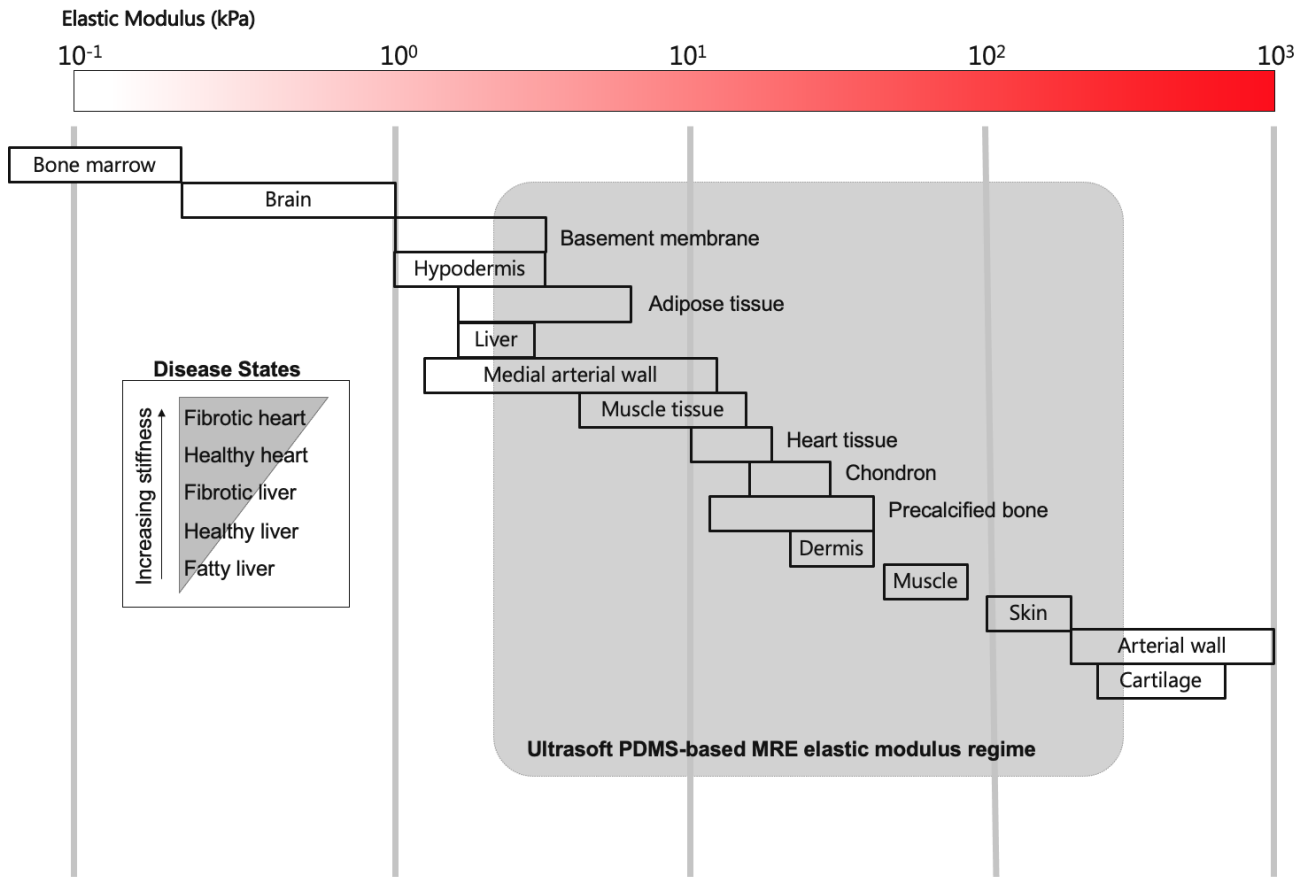 Elastic Modulus (kPa)
10⁻¹ 10⁰ 10¹ 10² 10³
Bone marrow
Brain
Basement membrane
Hypodermis
Adipose tissue
Liver
Medial arterial wall
Muscle tissue
Heart tissue
Chondron
Precalcified bone
Dermis
Muscle
Skin
Arterial wall
Cartilage
Ultrasoft PDMS-based MRE elastic modulus regime
Disease States
Increasing stiffness
Fibrotic heart
Healthy heart
Fibrotic liver
Healthy liver
Fatty liver